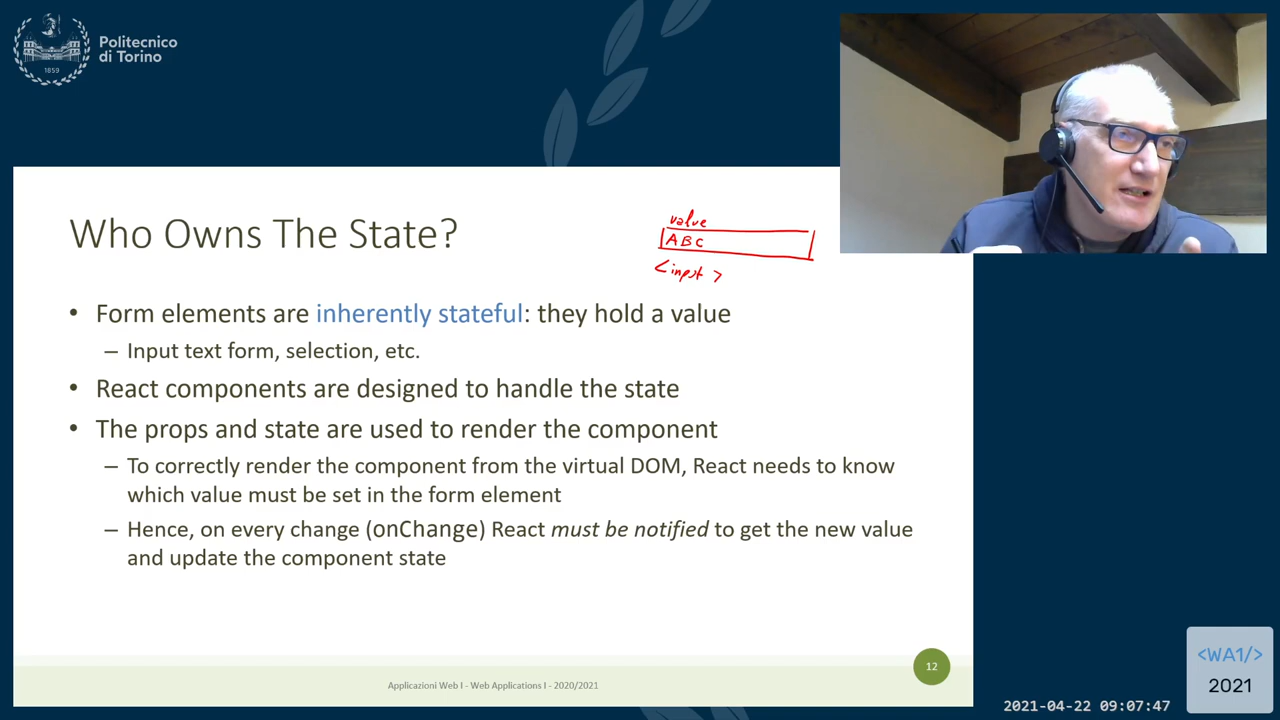 Politecnico
di Torino
1859
Who Owns The State?
value
ABC
<input>
• Form elements are inherently stateful: they hold a value
– Input text form, selection, etc.
• React components are designed to handle the state
• The props and state are used to render the component
– To correctly render the component from the virtual DOM, React needs to know
which value must be set in the form element
– Hence, on every change (onChange) React must be notified to get the new value
and update the component state
Applicazioni Web I - Web Applications I - 2020/2021
12
<WA1/>
2021
2021-04-22 09:07:47